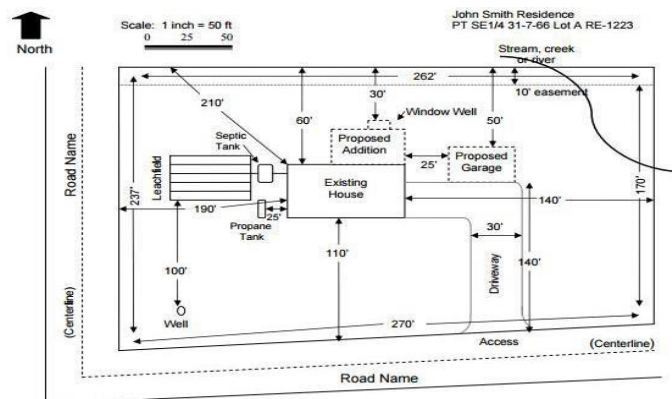 Scale: 1 inch = 50 ft
0 25 50
North
John Smith Residence
PT SE1/4 31-7-66 Lot A RE-1223
Stream, creek
or river
262'
10' easement
210'
60'
30'
50'
Window Well
Septic
Tank
Proposed
Addition
25'
Proposed
Garage
Road Name
Leachfield
237'
170'
Existing
House
190'
25'
140'
Propane
Tank
110'
30'
140'
100'
Driveway
Well
(Centerline)
270'
Access
(Centerline)
Road Name